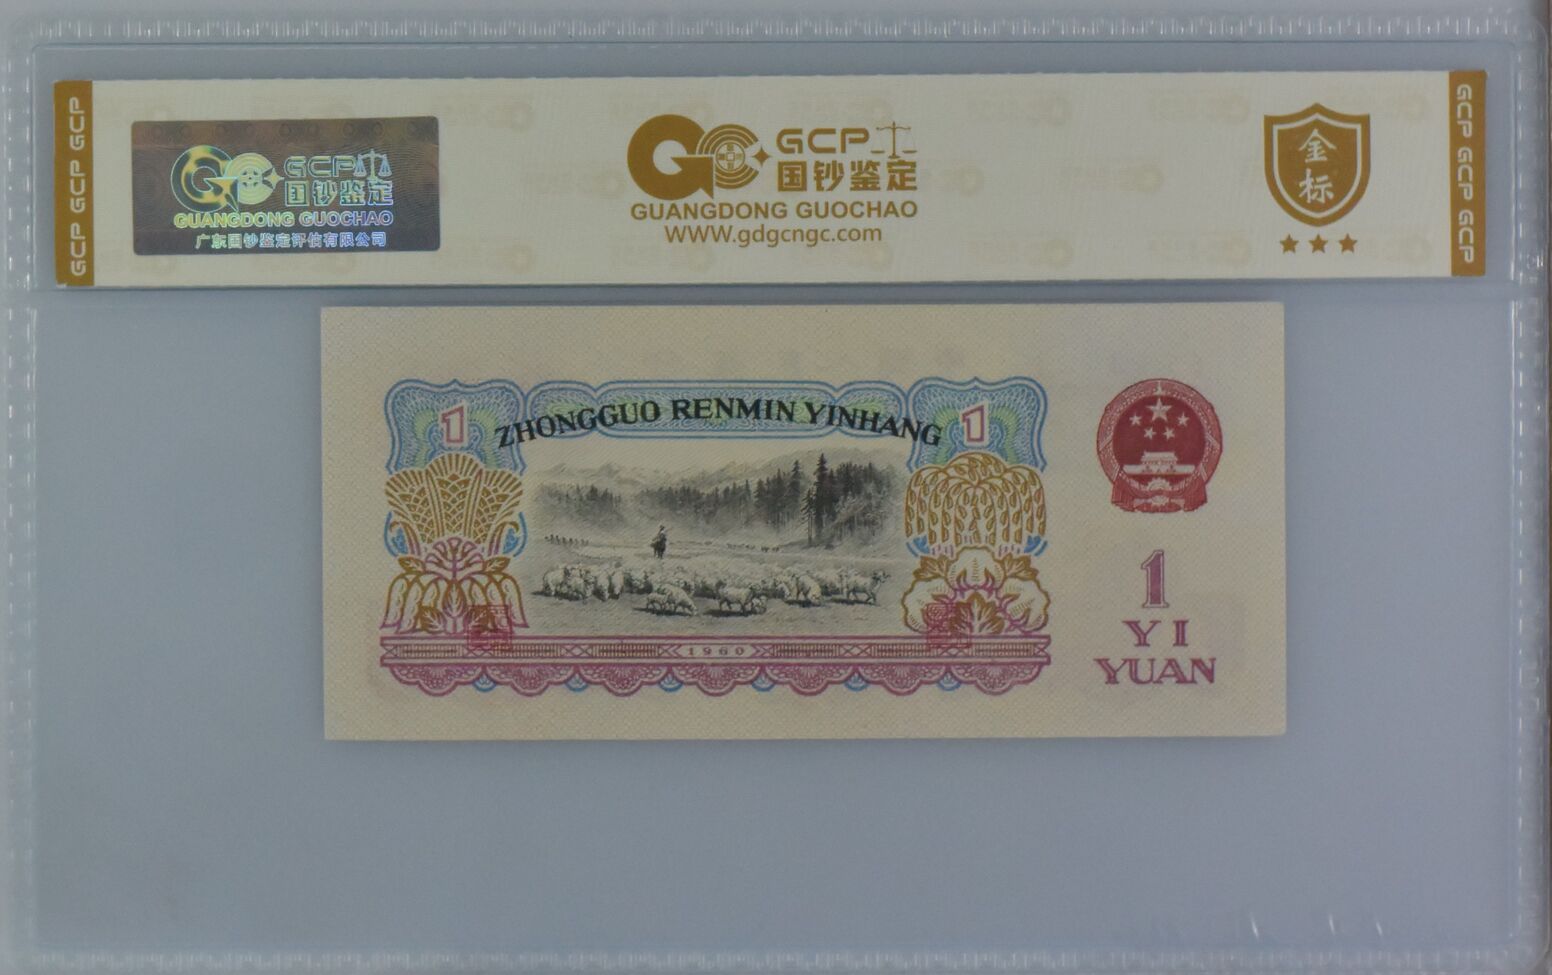 GCP GCP GCP
GCP 国钞鉴定
GUANGDONG GUOCHAO
广东国钞鉴定评估有限公司
GCP
国钞鉴定
GUANGDONG GUOCHAO
WWW.gdgcngc.com
金标
GCP GCP GCP
ZHONGGUO RENMIN YINHANG
1
1
1960
1
YI
YUAN